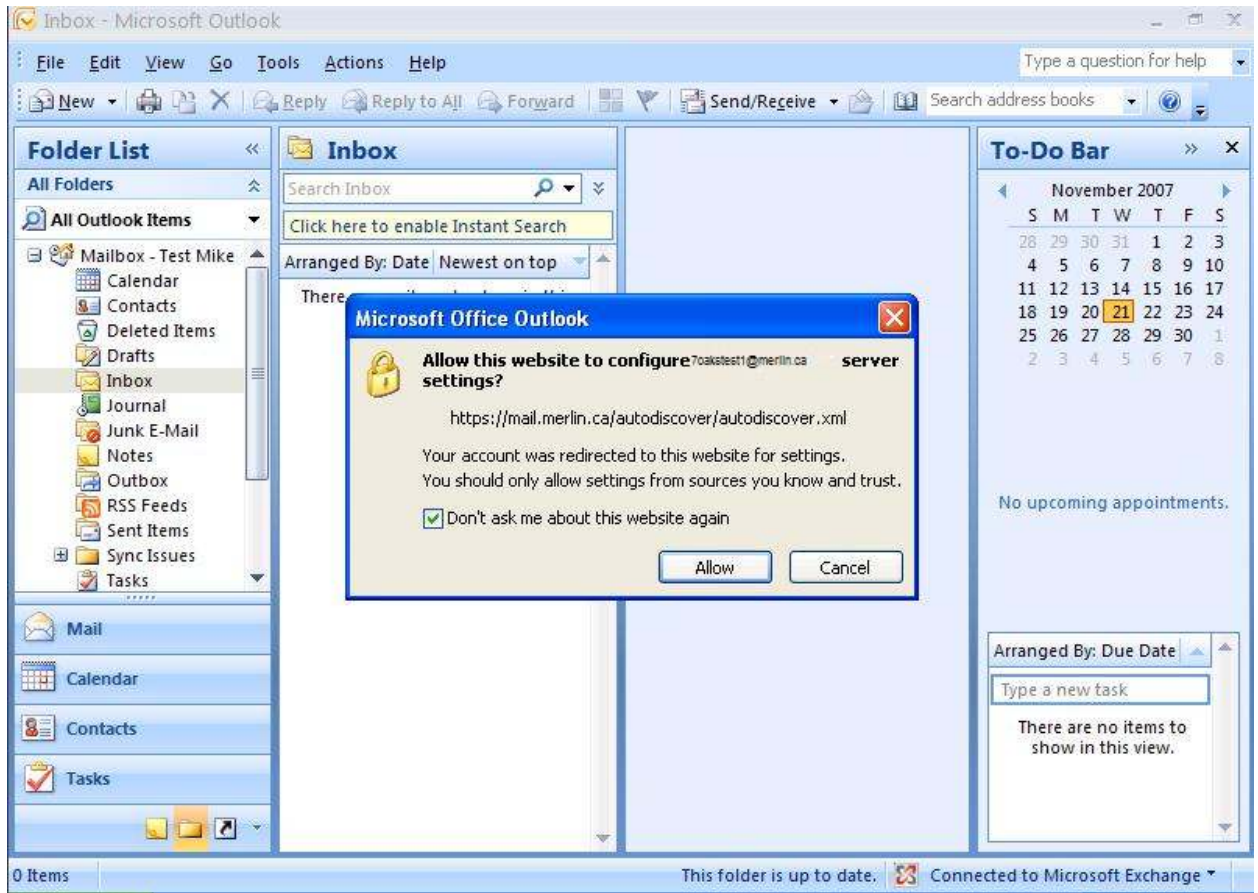 Inbox - Microsoft Outlook
File Edit View Go Tools Actions Help
Type a question for help
New Reply Reply to All Forward Send/Receive Search address books
Folder List
All Folders
All Outlook Items
Mailbox - Test Mike
Calendar
Contacts
Deleted Items
Drafts
Inbox
Journal
Junk E-Mail
Notes
Outbox
RSS Feeds
Sent Items
Sync Issues
Tasks
Mail
Calendar
Contacts
Tasks
Inbox
Search Inbox
Click here to enable Instant Search
Arranged By: Date Newest on top
There
Microsoft Office Outlook
Allow this website to configure 7oakstest1@merlin.ca server
settings?
https://mail.merlin.ca/autodiscover/autodiscover.xml
Your account was redirected to this website for settings.
You should only allow settings from sources you know and trust.
Don't ask me about this website again
Allow Cancel
To-Do Bar
November 2007
S M T W T F S
28 29 30 31 1 2 3
4 5 6 7 8 9 10
11 12 13 14 15 16 17
18 19 20 21 22 23 24
25 26 27 28 29 30 1
2 3 4 5 6 7 8
No upcoming appointments.
Arranged By: Due Date
Type a new task
There are no items to
show in this view.
0 Items
This folder is up to date. Connected to Microsoft Exchange